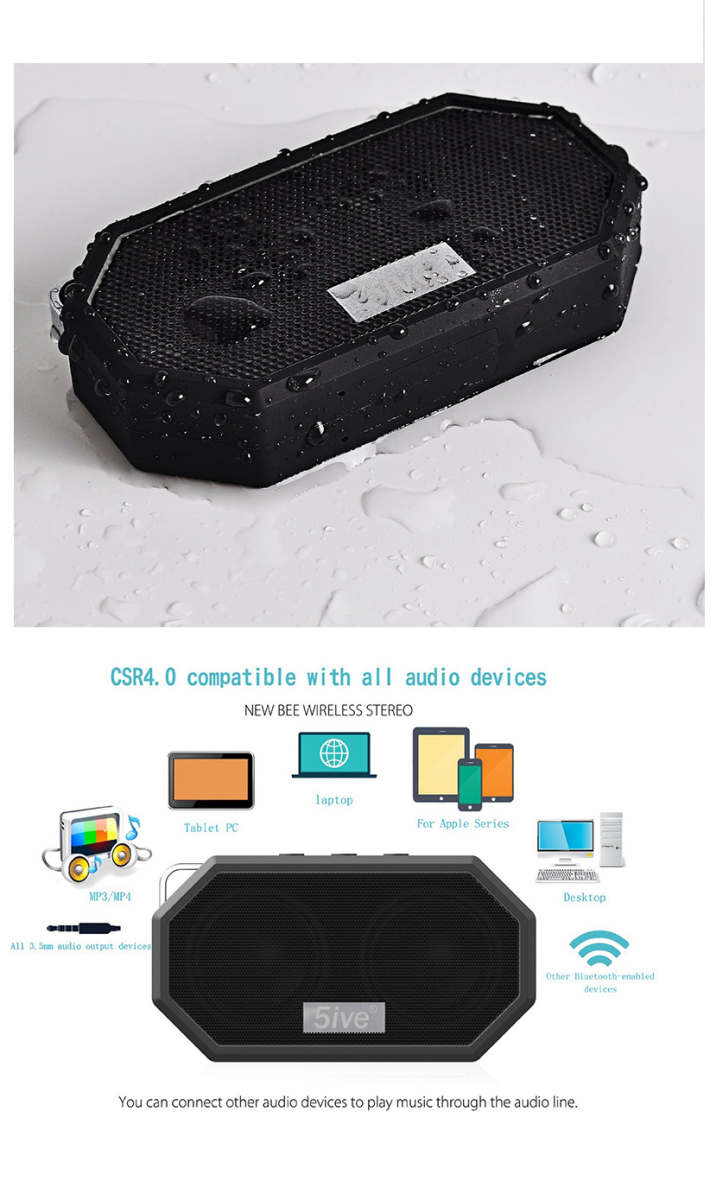 CSR4.0 compatible with all audio devices
NEW BEE WIRELESS STEREO
laptop
Tablet PC
For Apple Series
MP3/MP4
Desktop
All 3.5mm audio output devices
Other Bluetooth-enabled
devices
5ive®
You can connect other audio devices to play music through the audio line.